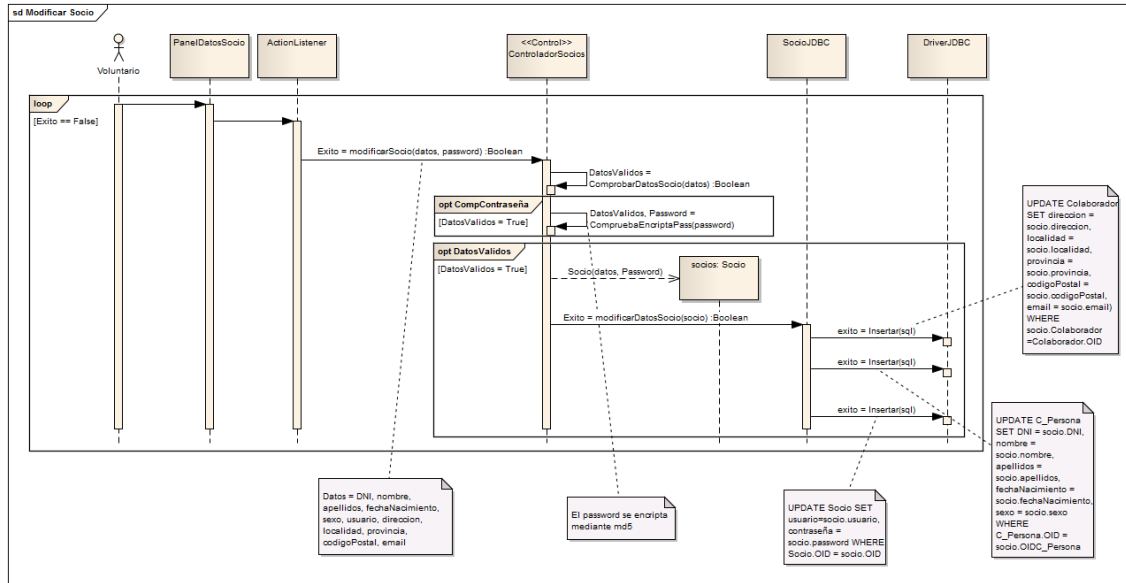 sd Modificar Socio
Voluntario
PanelDatosSocio
ActionListener
<<Control>>
ControladorSocios
SocioJDBC
DriverJDBC
loop
[Exito == False]
Exito = modificarSocio(datos, password) :Boolean
DatosValidos =
ComprobarDatosSocio(datos) :Boolean
opt CompContraseña
[DatosValidos = True]
DatosValidos, Password =
CompruebaEncriptaPass(password)
opt DatosValidos
[DatosValidos = True]
Socio(datos, Password)
socios: Socio
Exito = modificarDatosSocio(socio) :Boolean
exito = Insertar(sql)
exito = Insertar(sql)
exito = Insertar(sql)
UPDATE Colaborador
SET direccion =
socio.direccion,
localidad =
socio.localidad,
provincia =
socio.provincia,
codigoPostal =
socio.codigoPostal,
email = socio.email)
WHERE
socio.Colaborador
=Colaborador.OID
UPDATE C_Persona
SET DNI = socio.DNI,
nombre =
socio.nombre,
apellidos =
socio.apellidos,
fechaNacimiento =
socio.fechaNacimiento,
sexo = socio.sexo
WHERE
C_Persona.OID =
socio.OIDC_Persona
Datos = DNI, nombre,
apellidos, fechaNacimiento,
sexo, usuario, direccion,
localidad, provincia,
codigoPostal, email
El password se encripta
mediante md5
UPDATE Socio SET
usuario=socio.usuario,
contraseña =
socio.password WHERE
Socio.OID = socio.OID